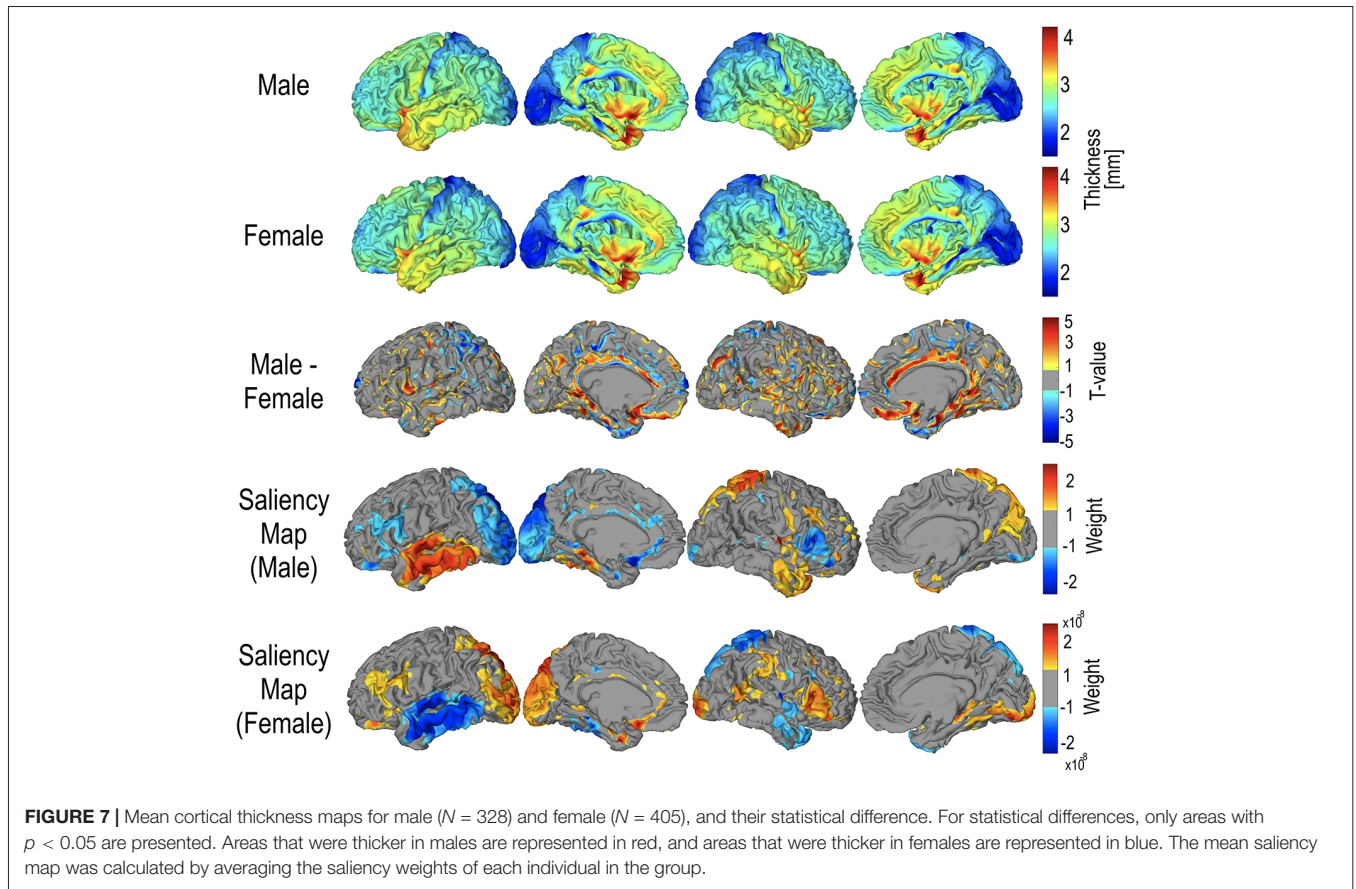 Male
4
3
2
Thickness
[mm]
Female
4
3
2
Male -
Female
5
3
1
-1
-3
-5
T-value
Saliency
Map
(Male)
2
1
-1
-2
Weight
Saliency
Map
(Female)
x10⁻⁸
2
1
-1
-2
x10⁻⁸
Weight
FIGURE 7 | Mean cortical thickness maps for male (N = 328) and female (N = 405), and their statistical difference. For statistical differences, only areas with
p < 0.05 are presented. Areas that were thicker in males are represented in red, and areas that were thicker in females are represented in blue. The mean saliency
map was calculated by averaging the saliency weights of each individual in the group.